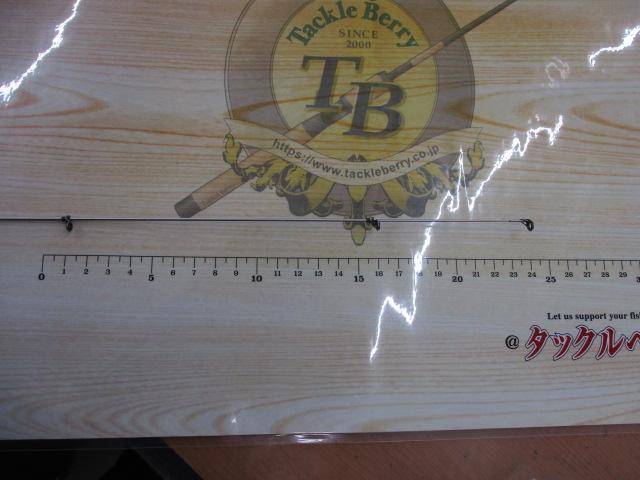 Tackle Berry
SINCE
2000
TB
https://www.tackleberry.co.jp
0 1 2 3 4 5 6 7 8 9 10 11 12 13 14 15 16 17 18 19 20 21 22 23 24 25 26 27 28 29
Let us support your fis
@タックルベ